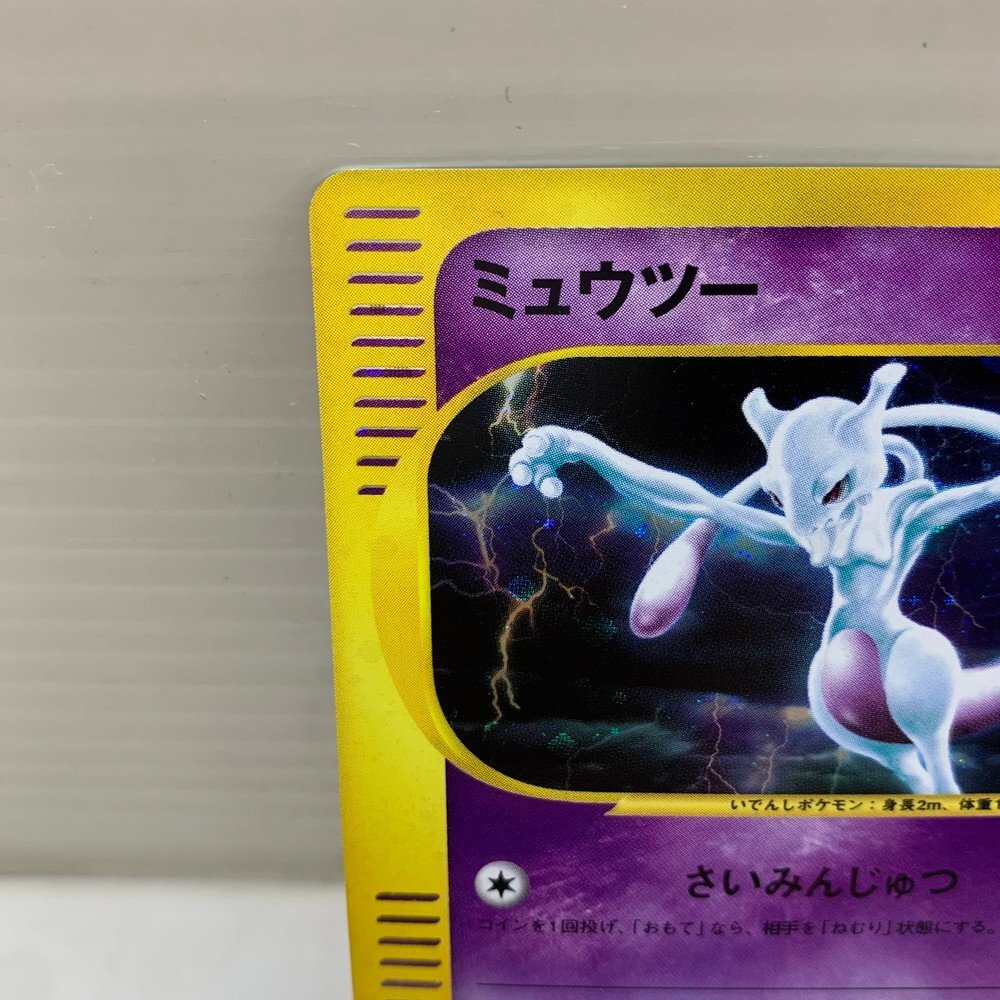 ミュウツー
いでんしポケモン：身長2m、体重
さいみんじゅつ
コインを1回投げ、「おもて」なら、相手を「ねむり」状態にする。